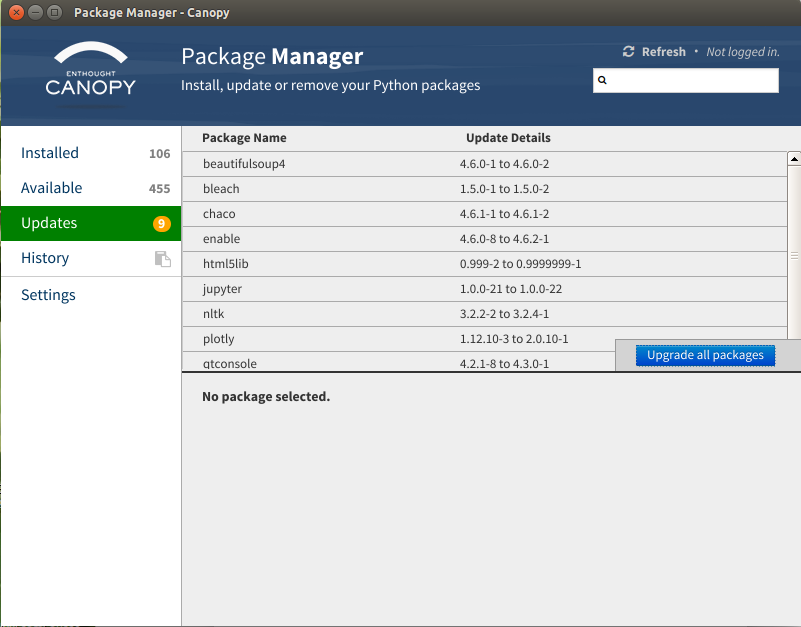 Package Manager - Canopy
ENTHOUGHT
CANOPY
Package Manager
Install, update or remove your Python packages
Refresh • Not logged in.
Installed 106
Available 455
Updates 9
History
Settings
Package Name Update Details
beautifulsoup4 4.6.0-1 to 4.6.0-2
bleach 1.5.0-1 to 1.5.0-2
chaco 4.6.1-1 to 4.6.1-2
enable 4.6.0-8 to 4.6.2-1
html5lib 0.999-2 to 0.9999999-1
jupyter 1.0.0-21 to 1.0.0-22
nltk 3.2.2-2 to 3.2.4-1
plotly 1.12.10-3 to 2.0.10-1
qtconsole 4.2.1-8 to 4.3.0-1
Upgrade all packages
No package selected.